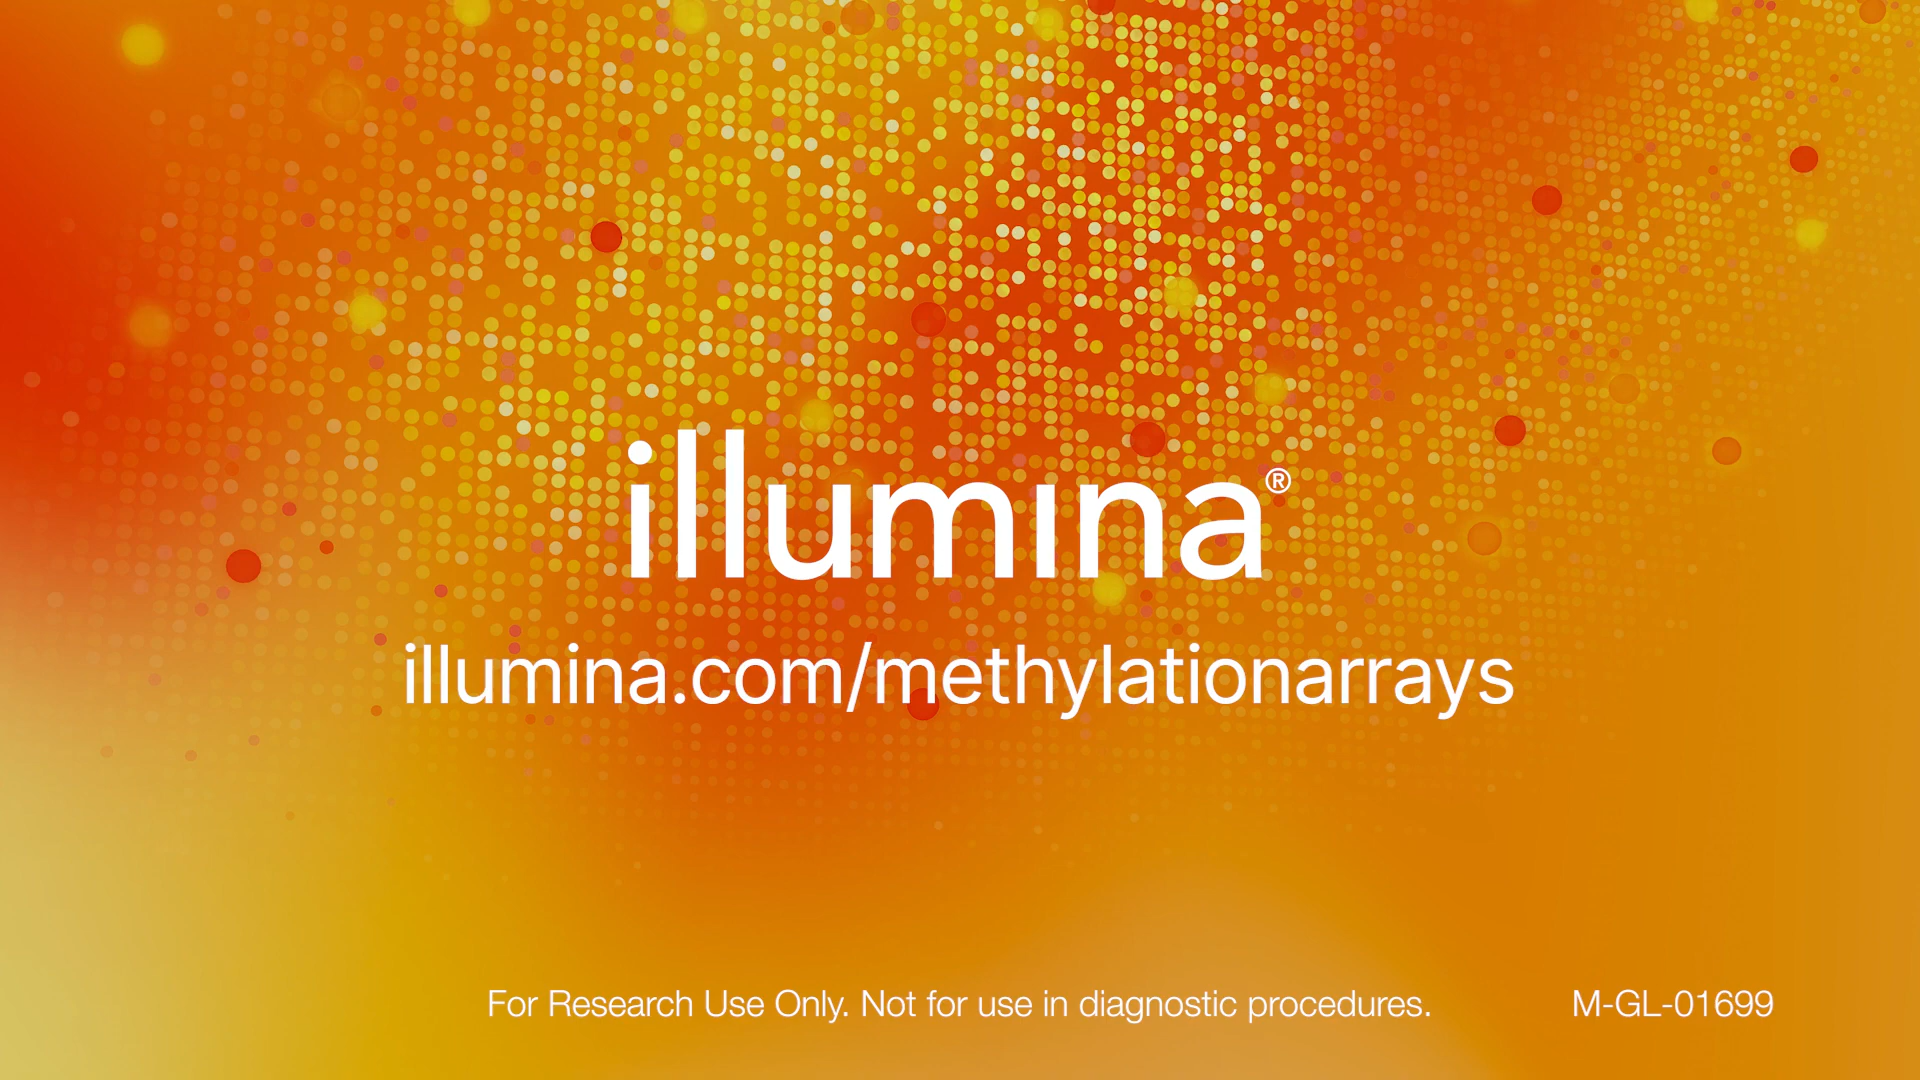 illumina®
illumina.com/methylationarrays
For Research Use Only. Not for use in diagnostic procedures. M-GL-01699